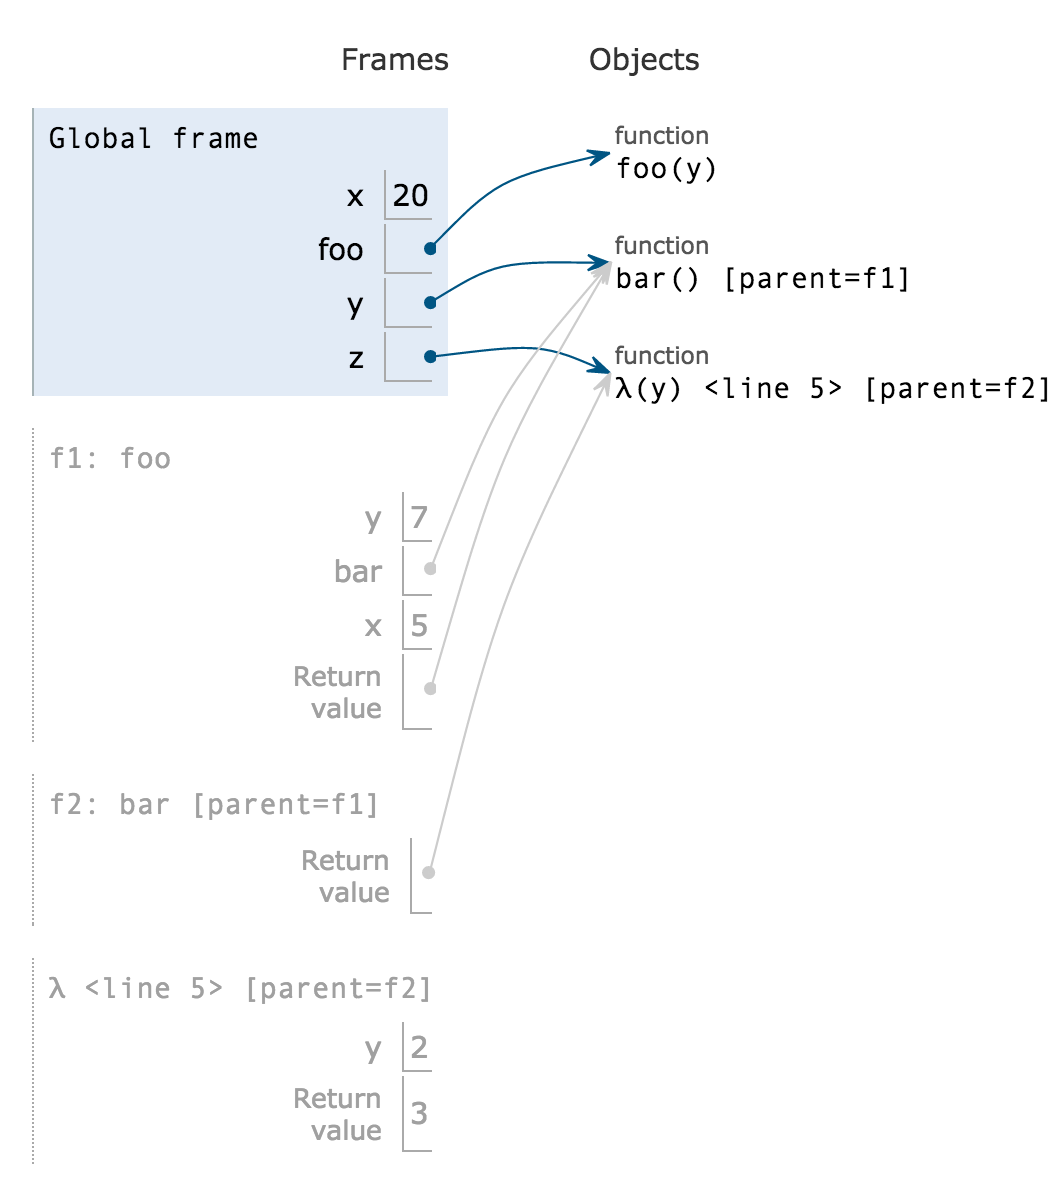 Frames
Objects
Global frame
x 20
foo
y
z
function
foo(y)
function
bar() [parent=f1]
function
λ(y) <line 5> [parent=f2]
f1: foo
y 7
bar
x 5
Return
value
f2: bar [parent=f1]
Return
value
λ <line 5> [parent=f2]
y 2
Return
value 3